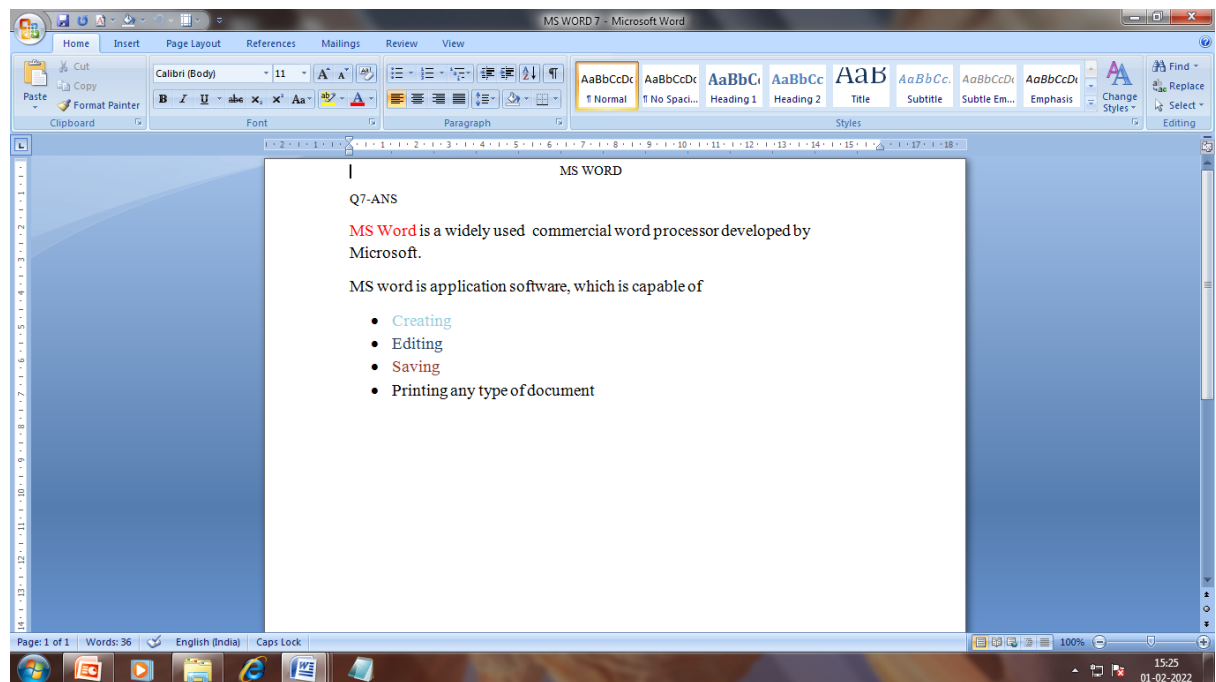 MS WORD 7 - Microsoft Word
Home Insert Page Layout References Mailings Review View
Cut
Copy
Format Painter
Paste
Clipboard
Calibri (Body) 11
Font
Paragraph
AaBbCcDc AaBbCcDc AaBbC AaBbCc AaB AaBbCc. AaBbCcDc AaBbCcDc
¶ Normal ¶ No Spaci... Heading 1 Heading 2 Title Subtitle Subtle Em... Emphasis
Change Styles
Styles
Find
Replace
Select
Editing
MS WORD
Q7-ANS
MS Word is a widely used commercial word processor developed by
Microsoft.
MS word is application software, which is capable of
• Creating
• Editing
• Saving
• Printing any type of document
Page: 1 of 1 Words: 36 English (India) Caps Lock 100%
15:25
01-02-2022